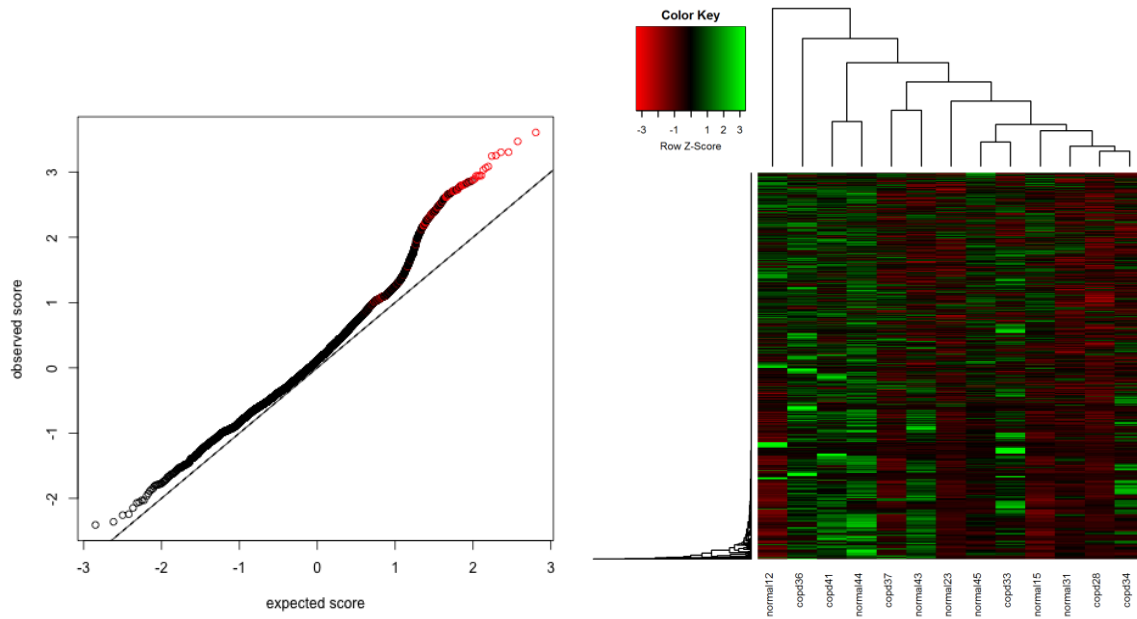 observed score
3
2
1
0
-1
-2
-3 -2 -1 0 1 2 3
expected score
Color Key
-3 -1 1 2 3
Row Z-Score
normal12
copd36
copd41
normal44
copd37
normal43
normal23
normal45
copd33
normal15
normal31
copd28
copd34